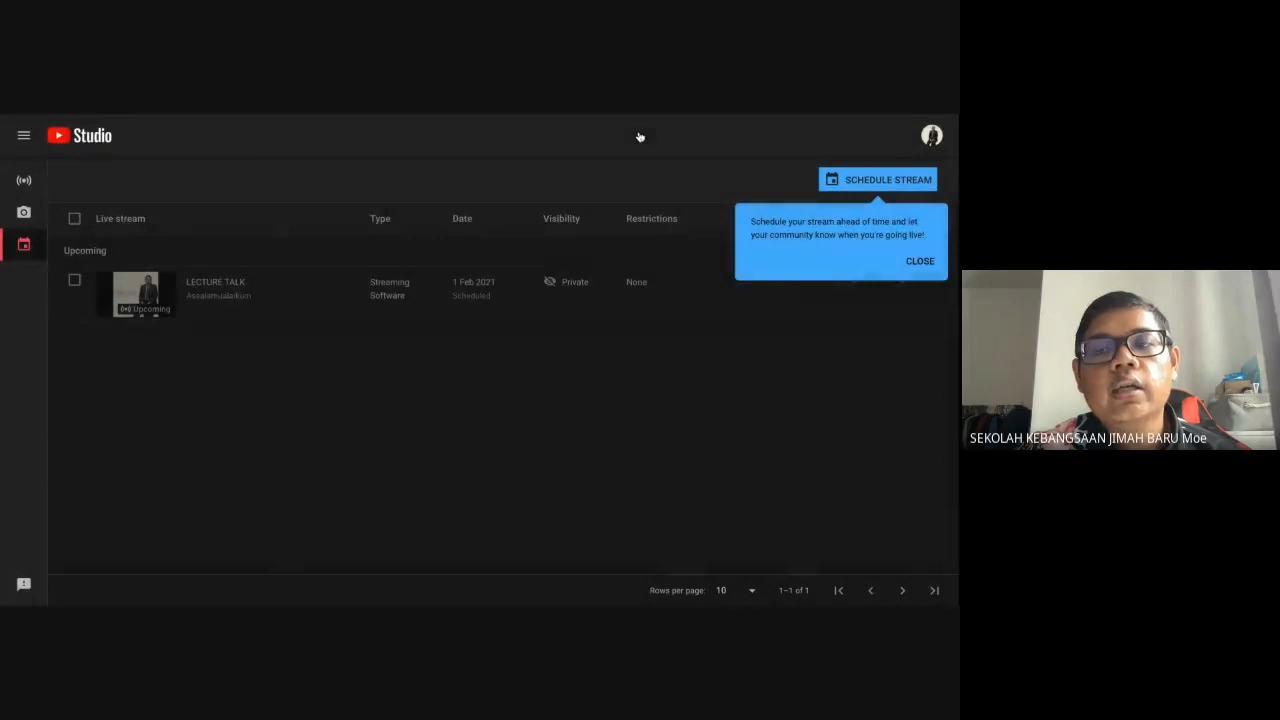 Studio
SCHEDULE STREAM
Schedule your stream ahead of time and let
your community know when you're going live!
CLOSE
Live stream Type Date Visibility Restrictions
Upcoming
LECTURE TALK Streaming Software 1 Feb 2021 Private None
Assalamualaikum Scheduled
Upcoming
SEKOLAH KEBANGSAAN JIMAH BARU Moe
Rows per page: 10 1–1 of 1